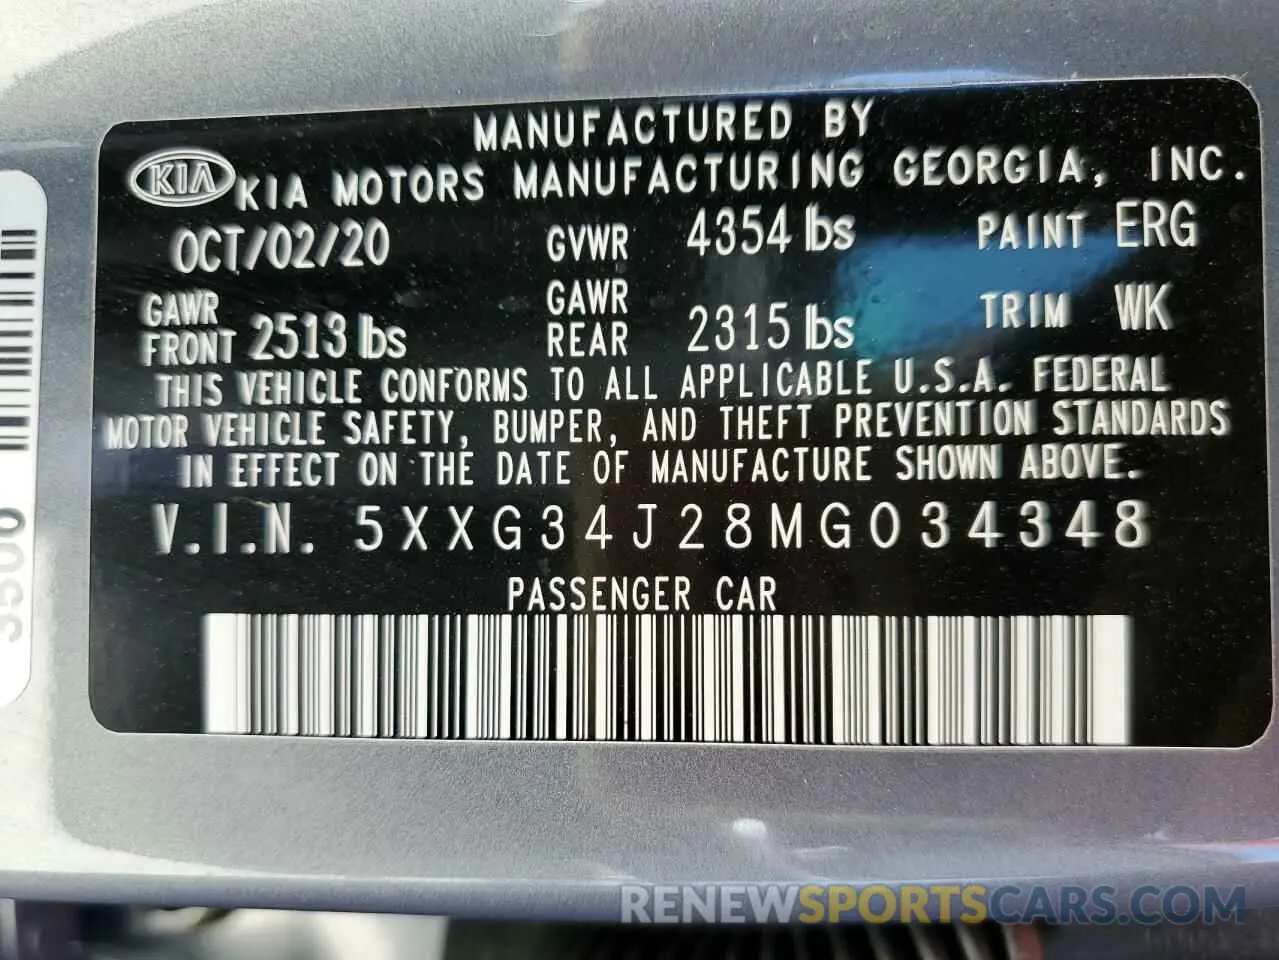 MANUFACTURED BY
KIA KIA MOTORS MANUFACTURING GEORGIA, INC.
OCT/02/20 GVWR 4354 lbs PAINT ERG
GAWR FRONT 2513 lbs GAWR REAR 2315 lbs TRIM WK
THIS VEHICLE CONFORMS TO ALL APPLICABLE U.S.A. FEDERAL
MOTOR VEHICLE SAFETY, BUMPER, AND THEFT PREVENTION STANDARDS
IN EFFECT ON THE DATE OF MANUFACTURE SHOWN ABOVE.
V.I.N. 5XXG34J28MG034348
PASSENGER CAR
RENEWSPORTSCARS.COM